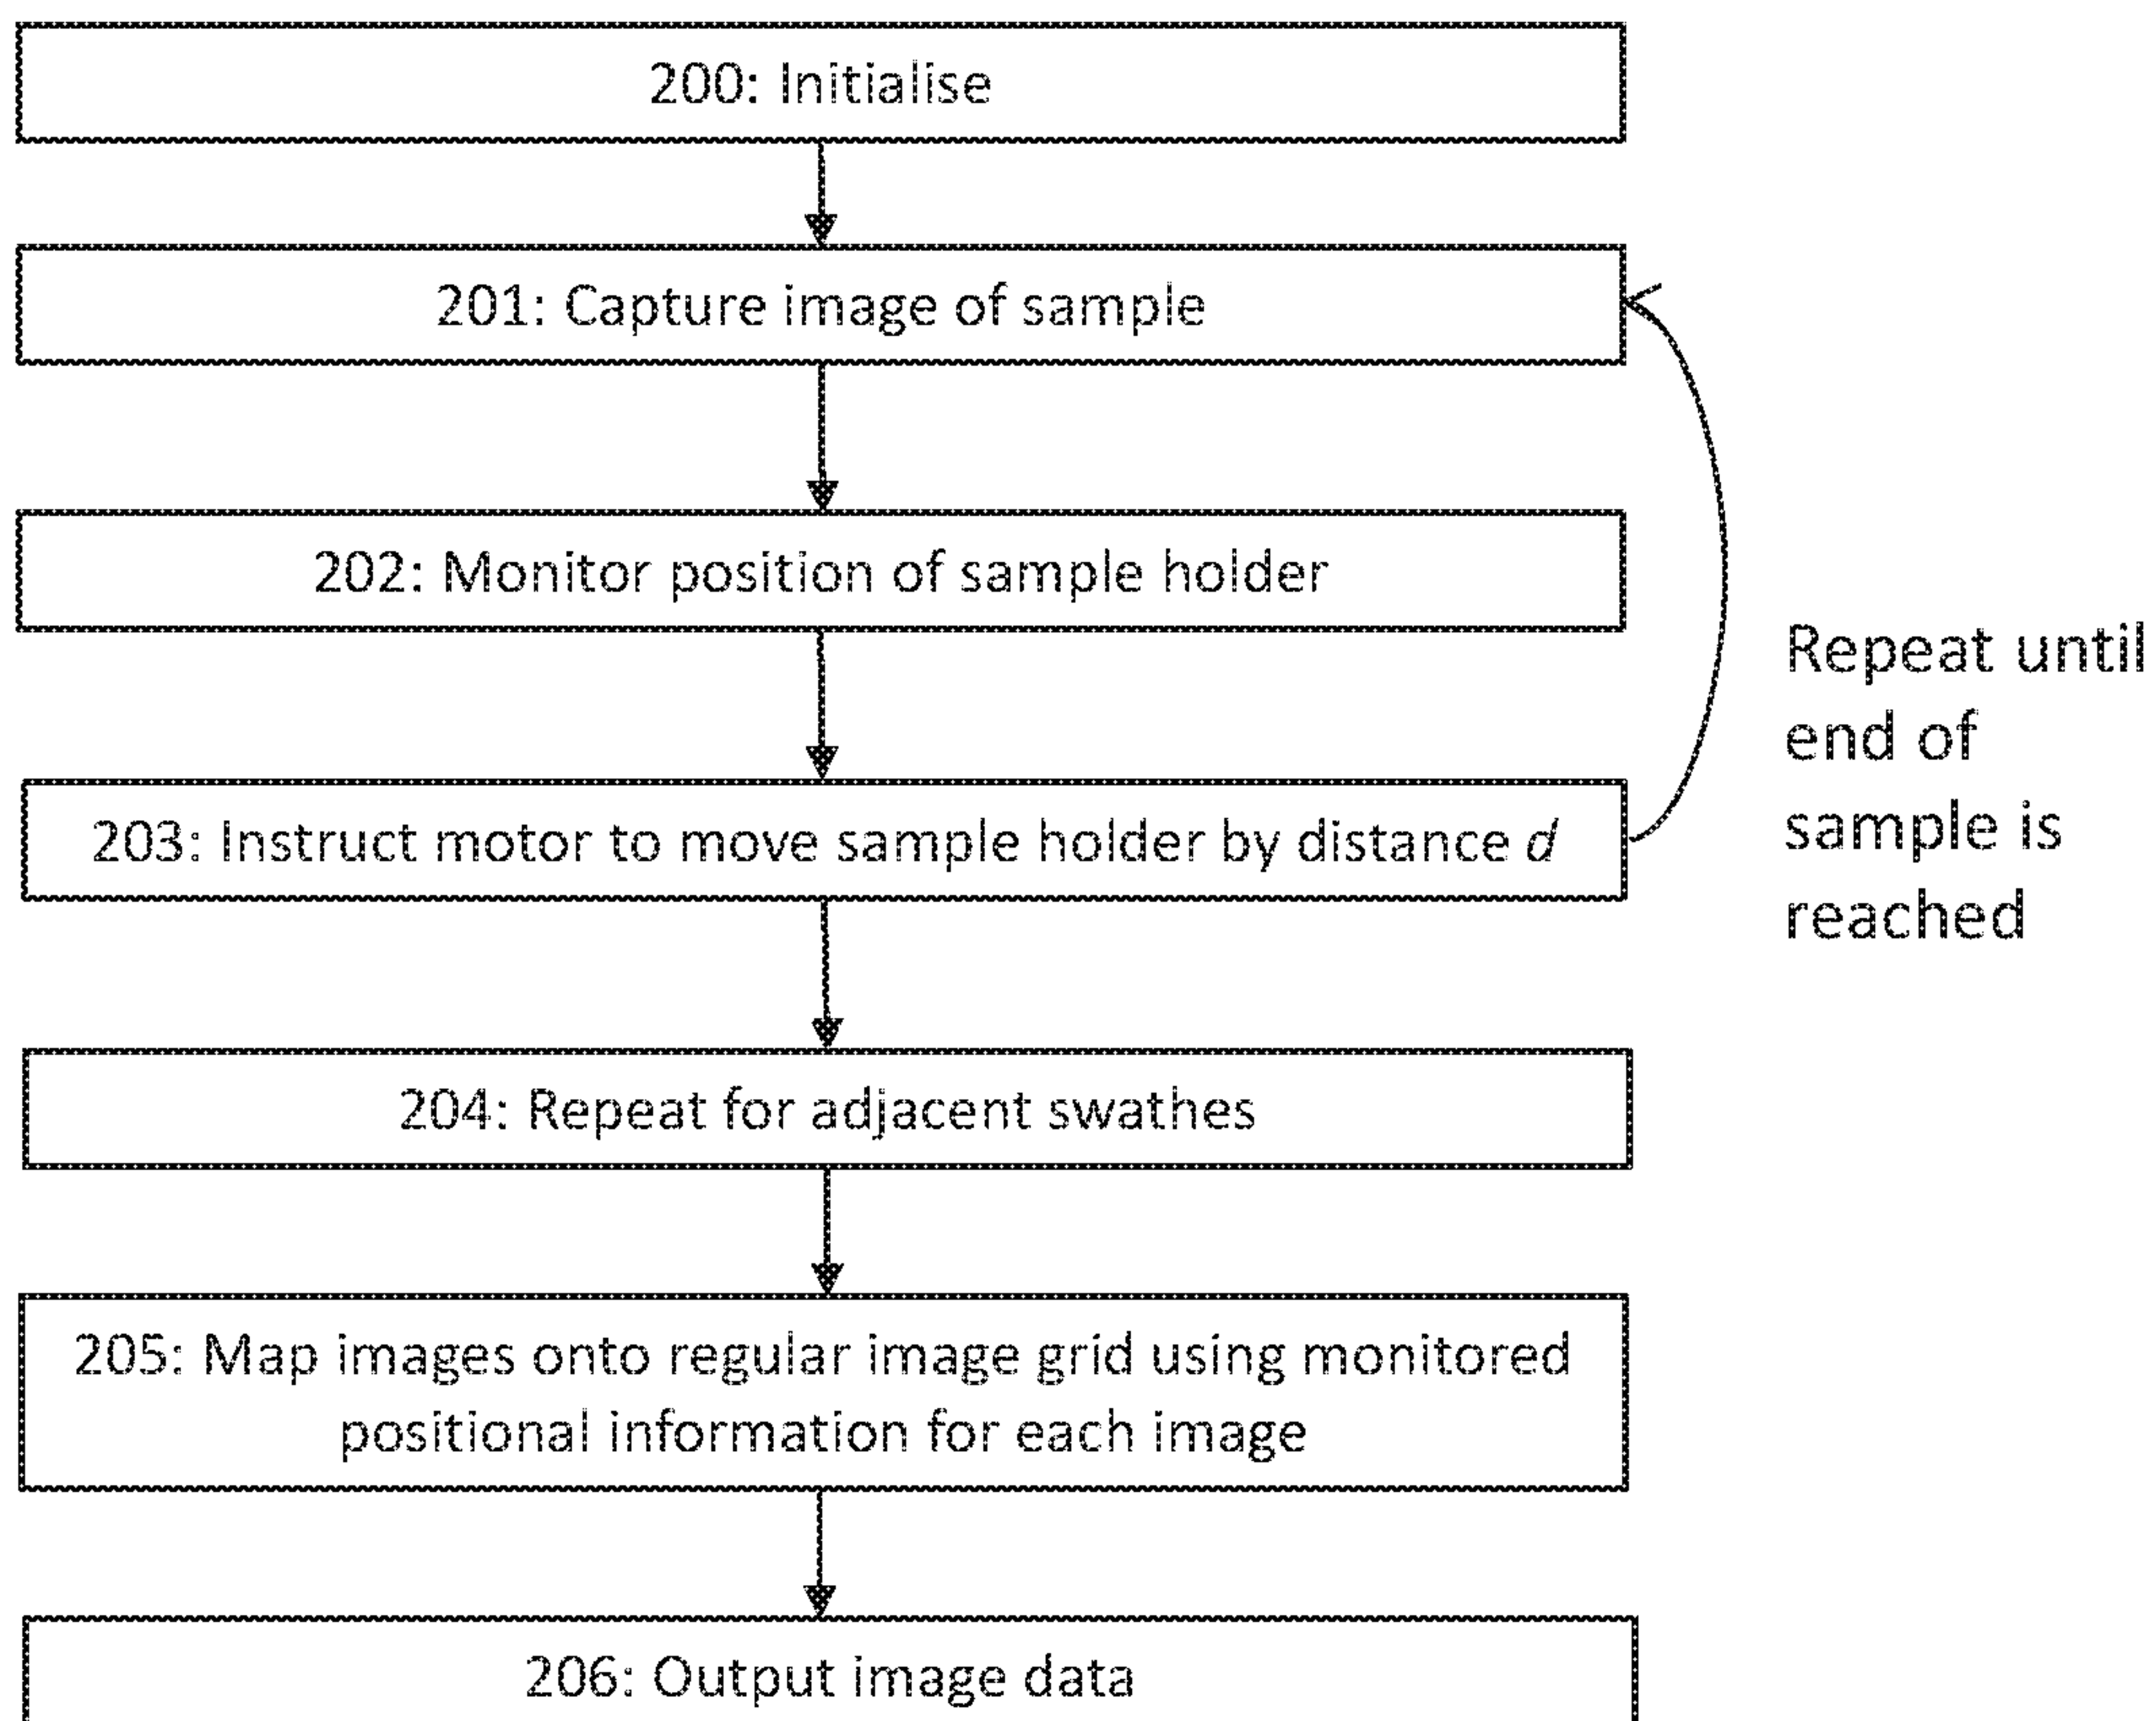 200: Initialise
201: Capture image of sample
202: Monitor position of sample holder
203: Instruct motor to move sample holder by distance d
Repeat until
end of
sample is
reached
204: Repeat for adjacent swathes
205: Map images onto regular image grid using monitored
positional information for each image
206: Output image data